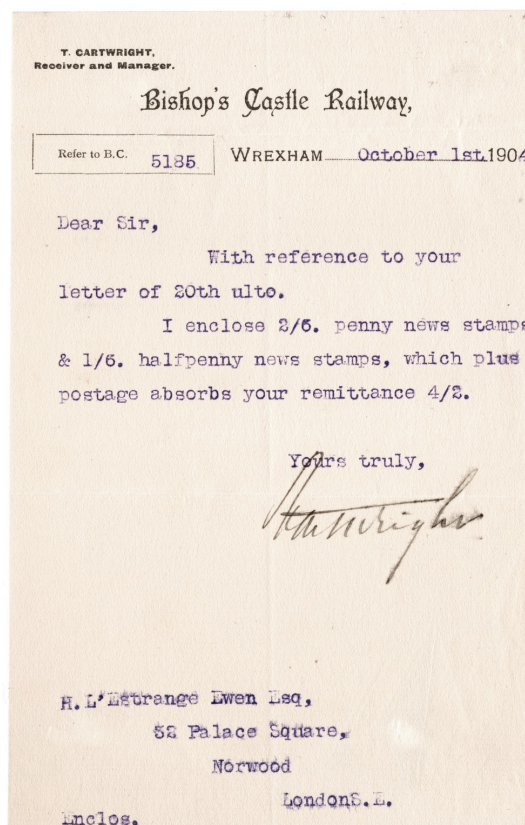 T. CARTWRIGHT,
Receiver and Manager.
Bishop's Castle Railway,
Refer to B.C. 5185
WREXHAM October 1st 1904
Dear Sir,
With reference to your
letter of 20th ulto.
I enclose 2/6. penny news stamps
& 1/6. halfpenny news stamps, which plus
postage absorbs your remittance 4/2.
Yours truly,
H. L'Estrange Ewen Esq,
52 Palace Square,
Norwood
London S.E.
Enclos.